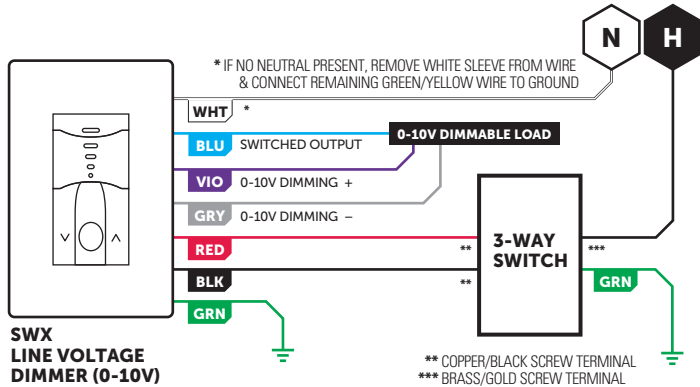 N H
* IF NO NEUTRAL PRESENT, REMOVE WHITE SLEEVE FROM WIRE
& CONNECT REMAINING GREEN/YELLOW WIRE TO GROUND
WHT *
BLU SWITCHED OUTPUT
0-10V DIMMABLE LOAD
VIO 0-10V DIMMING +
GRY 0-10V DIMMING –
RED
**
3-WAY
SWITCH
***
BLK
**
GRN
GRN
SWX
LINE VOLTAGE
DIMMER (0-10V)
** COPPER/BLACK SCREW TERMINAL
*** BRASS/GOLD SCREW TERMINAL